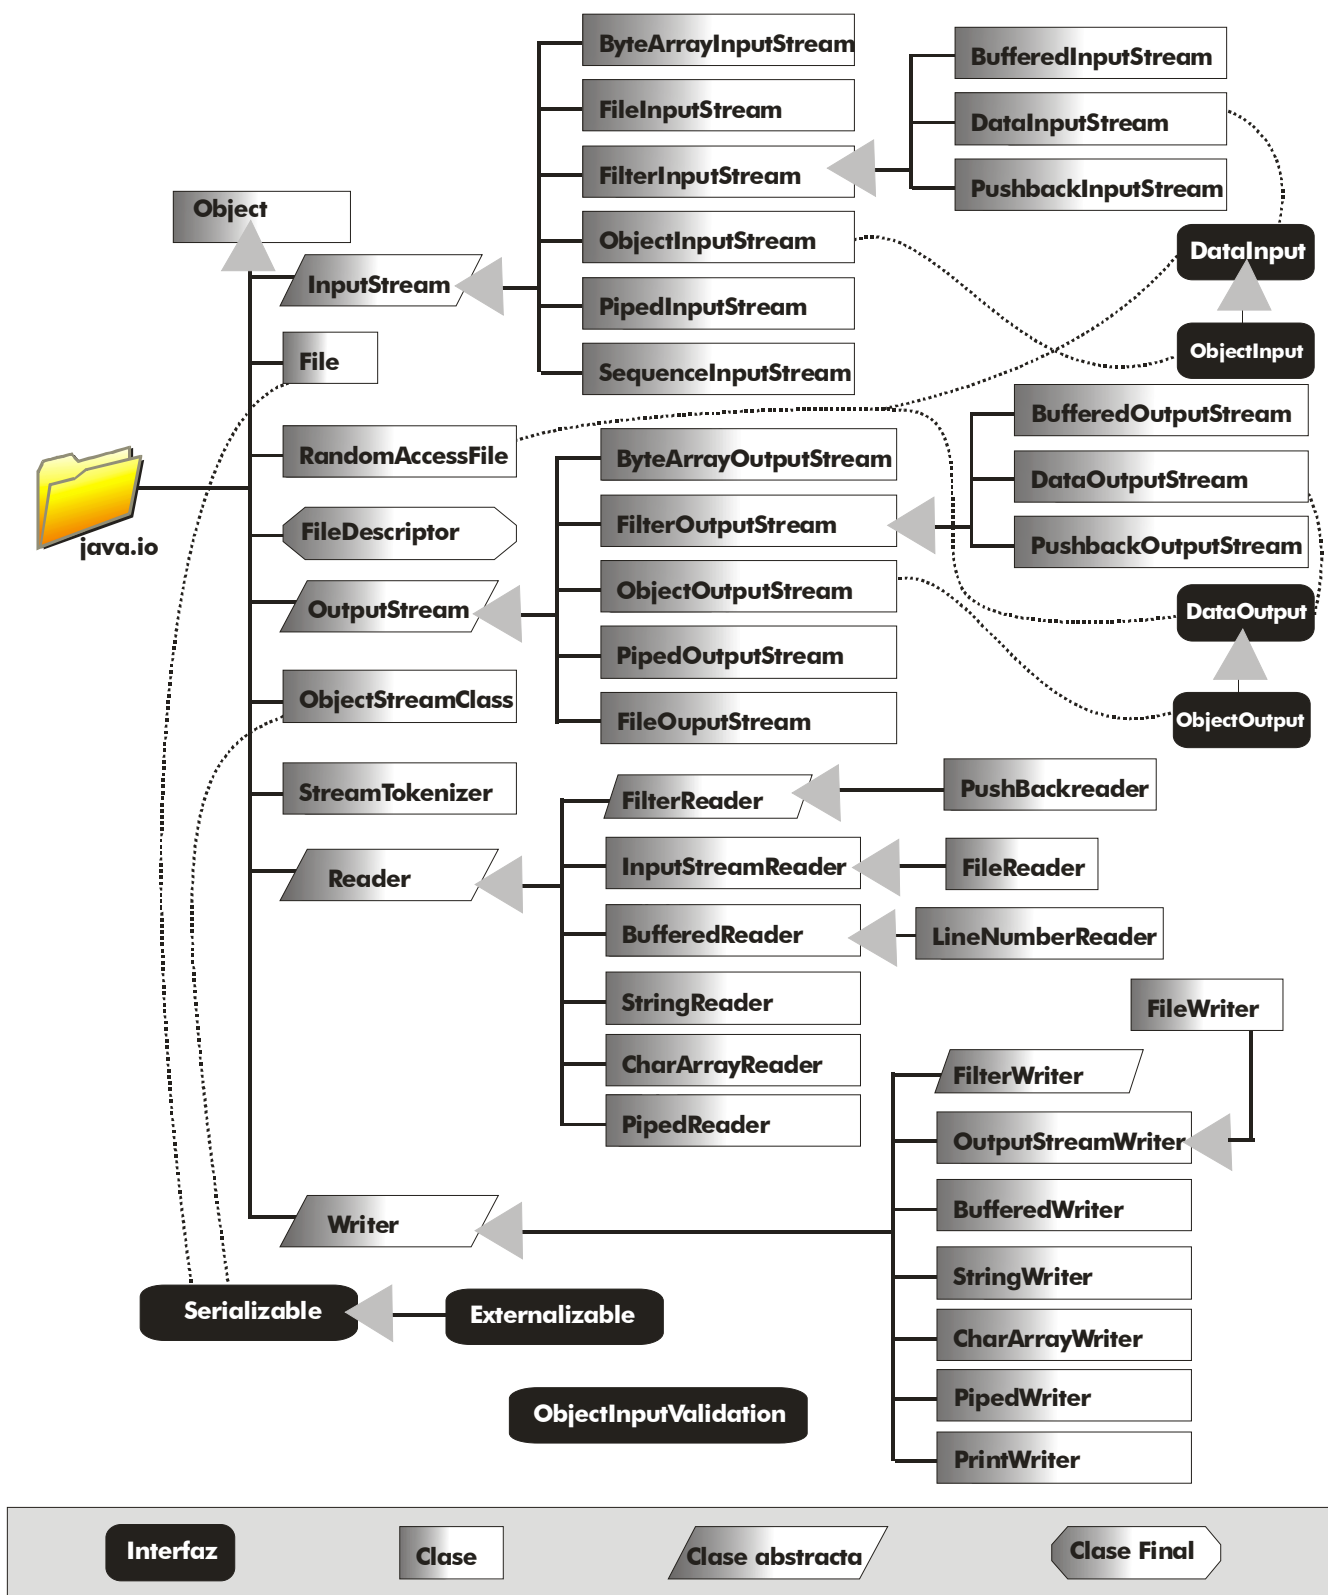 ByteArrayInputStream
BufferedInputStream
FileInputStream
DataInputStream
FilterInputStream
PushbackInputStream
Object
ObjectInputStream
DataInput
InputStream
PipedInputStream
ObjectInput
File
SequenceInputStream
BufferedOutputStream
RandomAccessFile
ByteArrayOutputStream
DataOutputStream
FileDescriptor
FilterOutputStream
PushbackOutputStream
java.io
ObjectOutputStream
OutputStream
DataOutput
PipedOutputStream
ObjectStreamClass
FileOuputStream
ObjectOutput
StreamTokenizer
FilterReader
PushBackreader
Reader
InputStreamReader
FileReader
BufferedReader
LineNumberReader
StringReader
FileWriter
CharArrayReader
FilterWriter
PipedReader
OutputStreamWriter
Writer
BufferedWriter
StringWriter
Serializable
Externalizable
CharArrayWriter
PipedWriter
ObjectInputValidation
PrintWriter
Interfaz
Clase
Clase abstracta
Clase Final